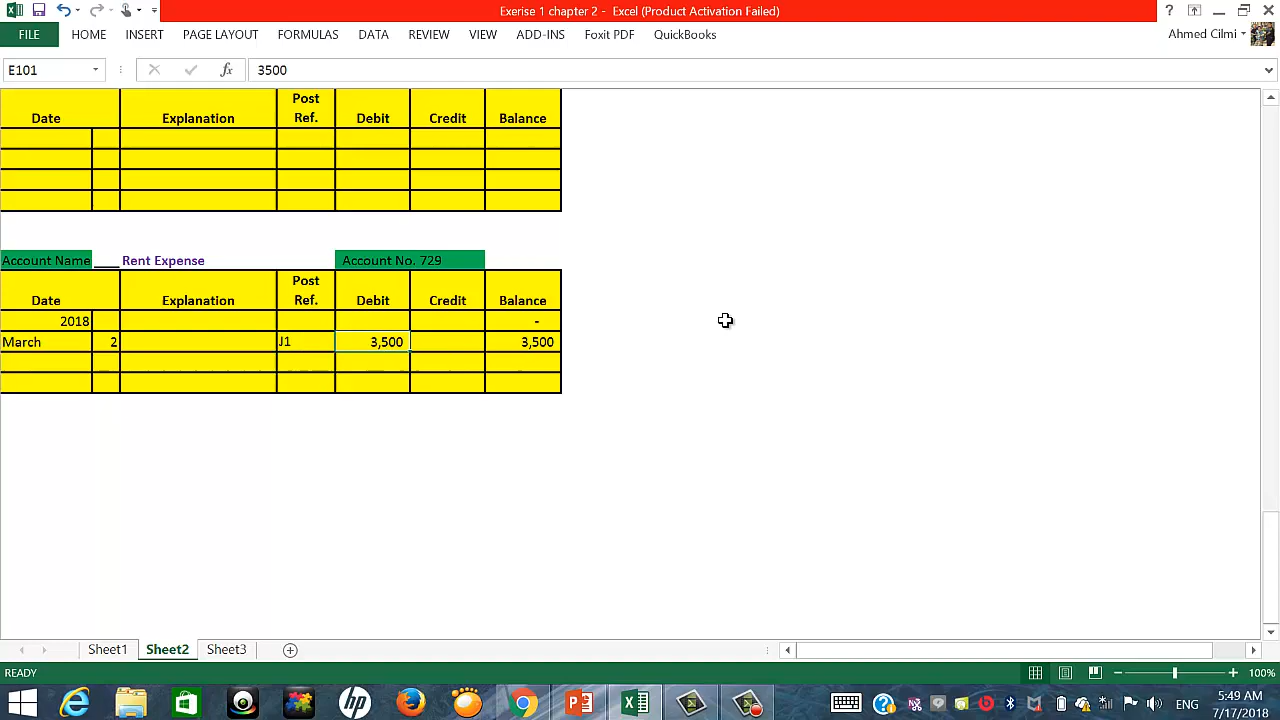 Exerise 1 chapter 2 - Excel (Product Activation Failed)
FILE HOME INSERT PAGE LAYOUT FORMULAS DATA REVIEW VIEW ADD-INS Foxit PDF QuickBooks Ahmed Cilmi
E101 fx 3500
Date Explanation Post Ref. Debit Credit Balance
Account Name ___ Rent Expense Account No. 729
Date Explanation Post Ref. Debit Credit Balance
2018 -
March 2 J1 3,500 3,500
Sheet1 Sheet2 Sheet3
READY 100%
ENG 5:49 AM
7/17/2018